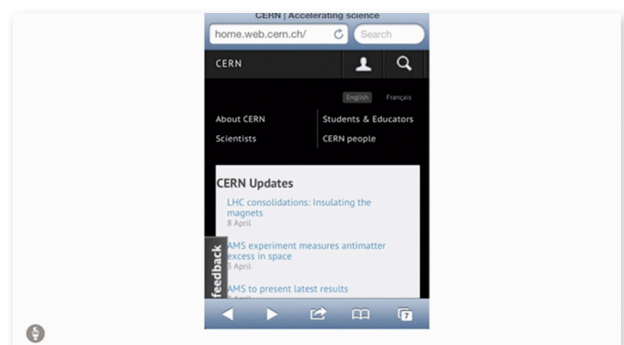 CERN | Accelerating science
home.web.cern.ch/
Search
CERN
English Français
About CERN Students & Educators
Scientists CERN people
CERN Updates
LHC consolidations: Insulating the
magnets
8 April
AMS experiment measures antimatter
excess in space
3 April
AMS to present latest results
feedback
7